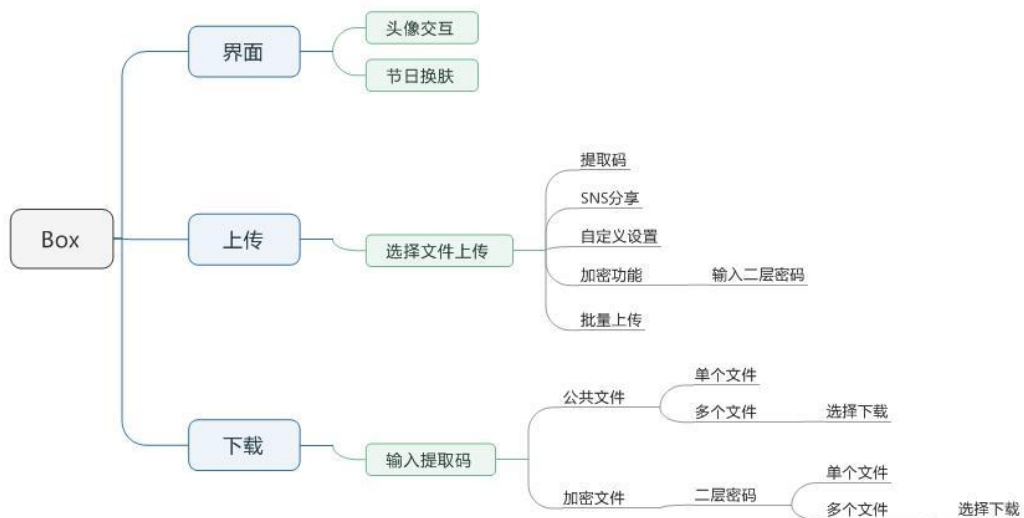 Box
界面
头像交互
节日换肤
上传
选择文件上传
提取码
SNS分享
自定义设置
加密功能
输入二层密码
批量上传
下载
输入提取码
公共文件
单个文件
多个文件
选择下载
加密文件
二层密码
单个文件
多个文件
选择下载